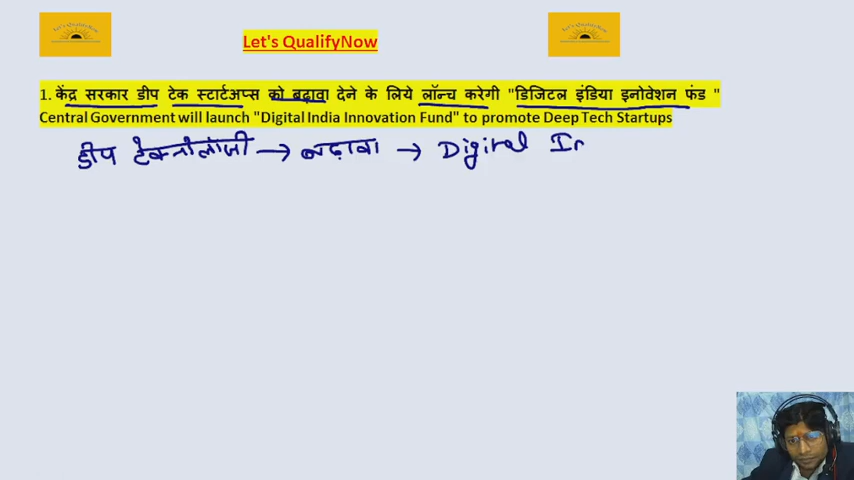 Let's QualifyNow
1. केंद्र सरकार डीप टेक स्टार्टअप्स को बढ़ावा देने के लिये लॉन्च करेगी "डिजिटल इंडिया इनोवेशन फंड "
Central Government will launch "Digital India Innovation Fund" to promote Deep Tech Startups
डीप टेक्नोलॉजी → बढ़ावा → Digital In